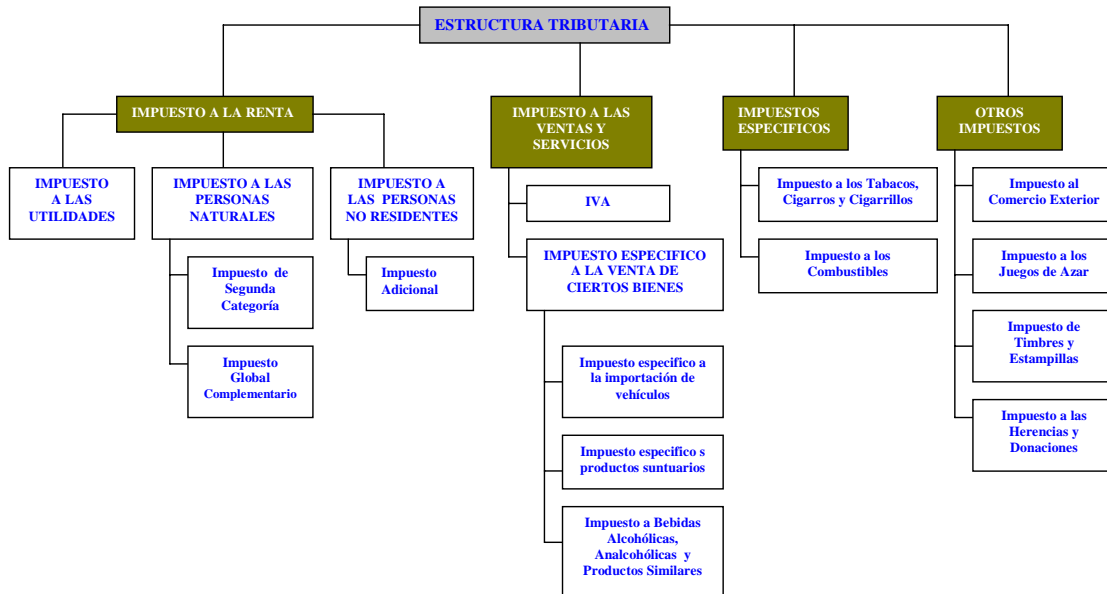 ESTRUCTURA TRIBUTARIA
IMPUESTO A LA RENTA
IMPUESTO
A LAS
UTILIDADES
IMPUESTO A LAS
PERSONAS
NATURALES
Impuesto de
Segunda
Categoría
Impuesto
Global
Complementario
IMPUESTO A
LAS PERSONAS
NO RESIDENTES
Impuesto
Adicional
IMPUESTO A LAS
VENTAS Y
SERVICIOS
IVA
IMPUESTO ESPECIFICO
A LA VENTA DE
CIERTOS BIENES
Impuesto especifico a
la importación de
vehículos
Impuesto especifico s
productos suntuarios
Impuesto a Bebidas
Alcohólicas,
Analcohólicas y
Productos Similares
IMPUESTOS
ESPECIFICOS
Impuesto a los Tabacos,
Cigarros y Cigarrillos
Impuesto a los
Combustibles
OTROS
IMPUESTOS
Impuesto al
Comercio Exterior
Impuesto a los
Juegos de Azar
Impuesto de
Timbres y
Estampillas
Impuesto a las
Herencias y
Donaciones